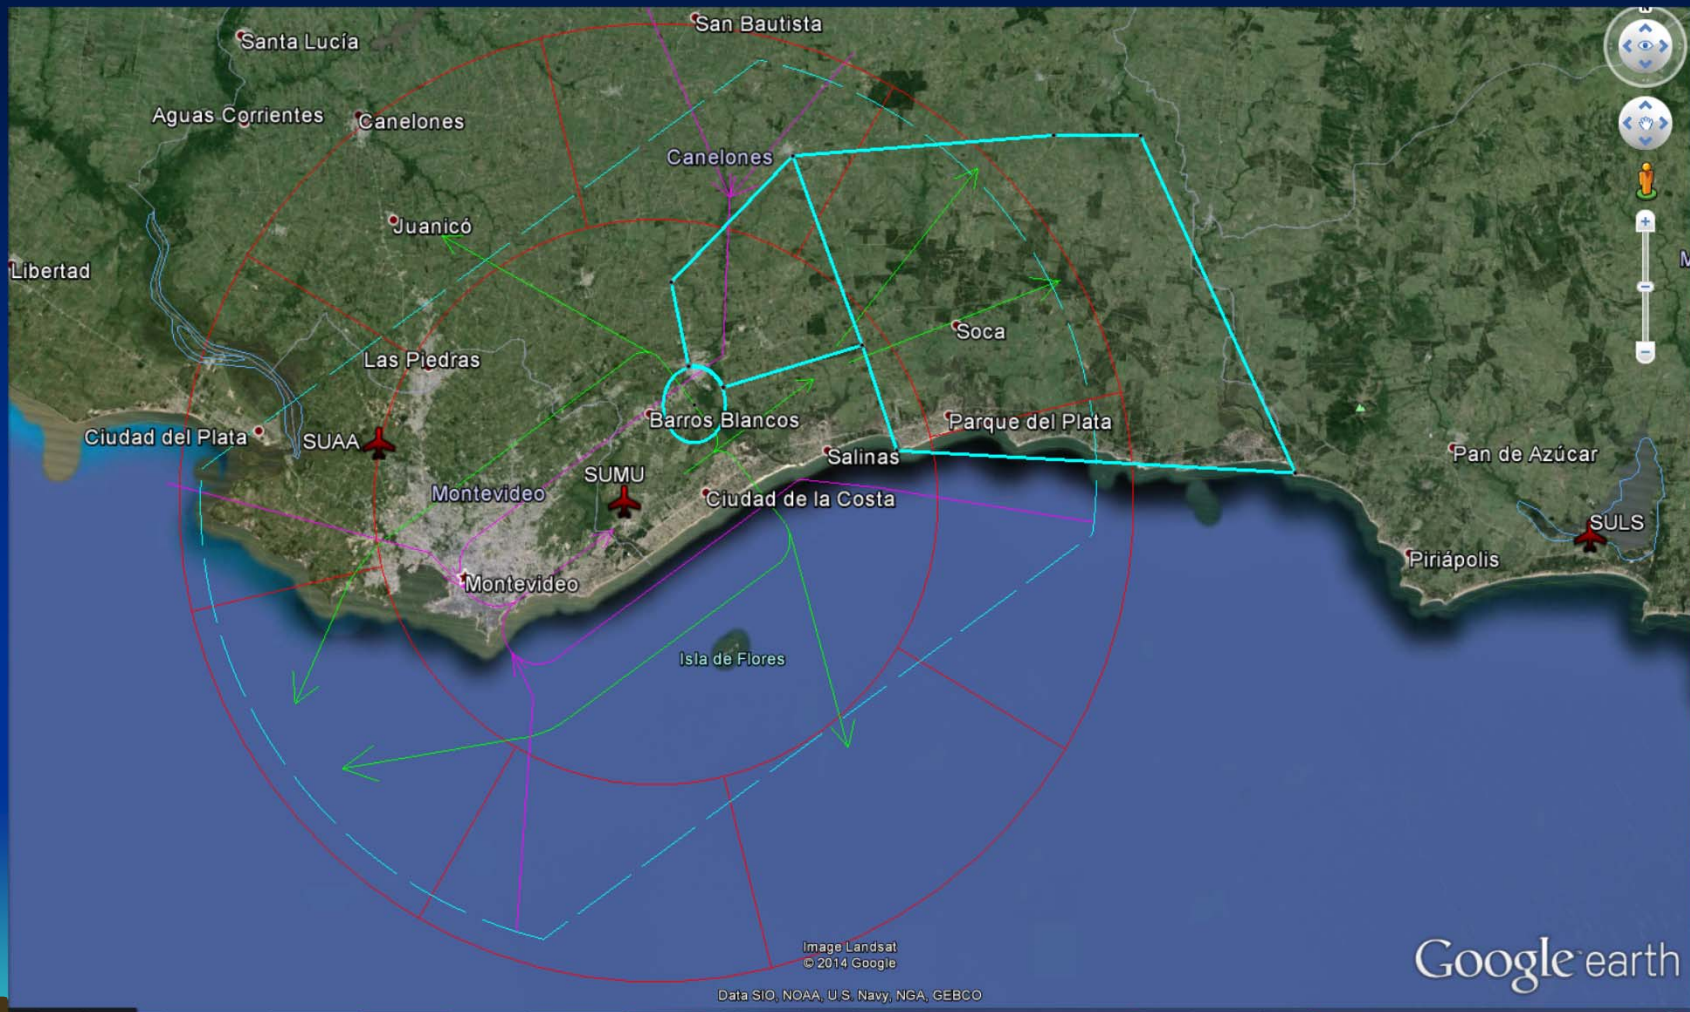 N
San Bautista
Santa Lucía
Aguas Corrientes
Canelones
Canelones
Juanicó
Libertad
M
Las Piedras
Soca
Barros Blancos
Parque del Plata
Ciudad del Plata
SUAA
Salinas
Pan de Azúcar
SUMU
Montevideo
Ciudad de la Costa
SULS
Piriápolis
Montevideo
Isla de Flores
Image Landsat
© 2014 Google
Google earth
Data SIO, NOAA, U.S. Navy, NGA, GEBCO